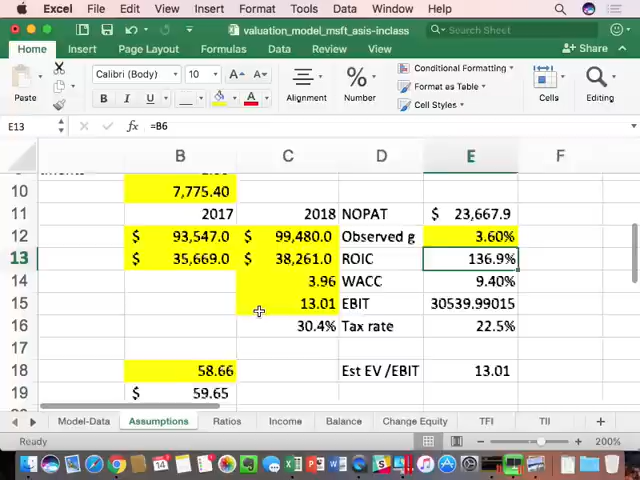 Excel File Edit View Insert Format Tools Data Window Help
valuation_model_msft_asis-inclass
Search Sheet
Home Insert Page Layout Formulas Data Review View Share
Calibri (Body) 10 A A Conditional Formatting
Format as Table
Cell Styles
Paste B I U A Alignment % Number Cells Editing
E13 fx =B6
B C D E F
10 7,775.40
11 2017 2018 NOPAT $ 23,667.9
12 $ 93,547.0 $ 99,480.0 Observed g 3.60%
13 $ 35,669.0 $ 38,261.0 ROIC 136.9%
14 3.96 WACC 9.40%
15 13.01 EBIT 30539.99015
16 30.4% Tax rate 22.5%
17
18 58.66 Est EV /EBIT 13.01
19 $ 59.65
Model-Data Assumptions Ratios Income Balance Change Equity TFI TII +
Ready 200%